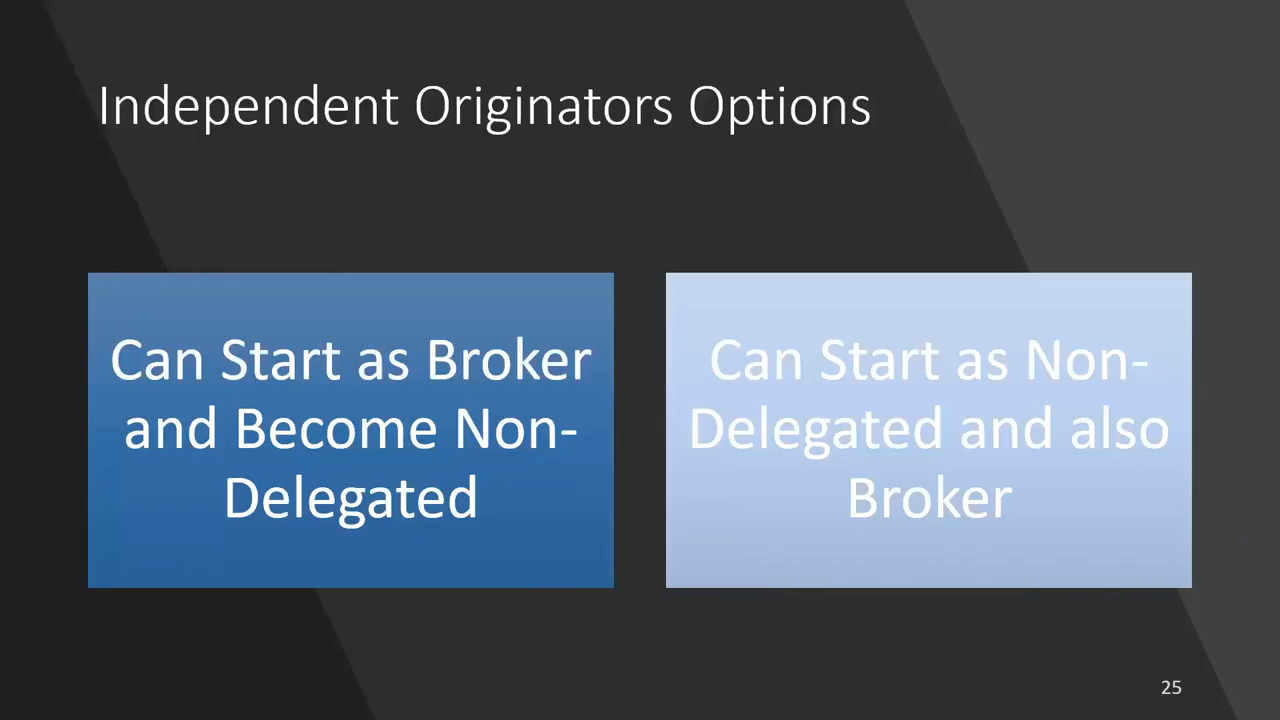 Independent Originators Options
Can Start as Broker
and Become Non-
Delegated
Can Start as Non-
Delegated and also
Broker
25